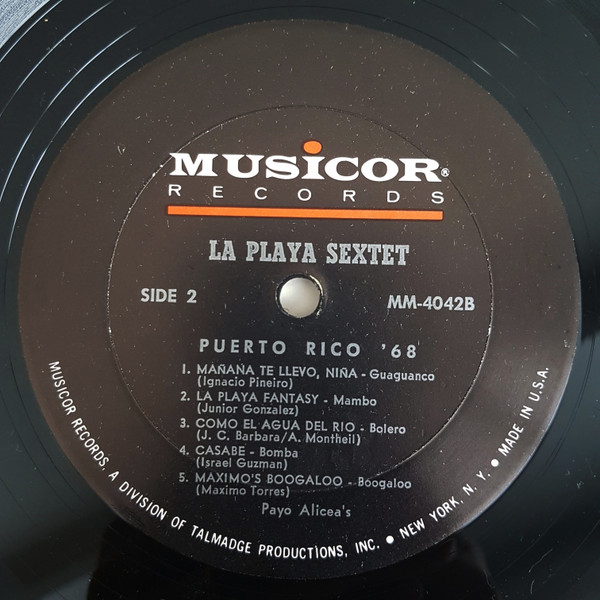 MUSICOR®
RECORDS
LA PLAYA SEXTET
SIDE 2
MM-4042B
PUERTO RICO '68
1. MAÑANA TE LLEVO, NIÑA - Guaguanco
(Ignacio Pineiro)
2. LA PLAYA FANTASY - Mambo
(Junior Gonzalez)
3. COMO EL AGUA DEL RIO - Bolero
(J. C. Barbara/A. Montheil)
4. CASABE - Bomba
(Israel Guzman)
5. MAXIMO'S BOOGALOO - Boogaloo
(Maximo Torres)
Payo Alicea's
MUSICOR RECORDS, A DIVISION OF TALMADGE PRODUCTIONS, INC. ● NEW YORK, N. Y. ● MADE IN U.S.A.